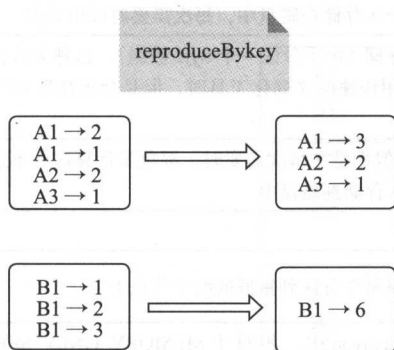 reproduceBykey
A1 → 2
A1 → 1
A2 → 2
A3 → 1
A1 → 3
A2 → 2
A3 → 1
B1 → 1
B1 → 2
B1 → 3
B1 → 6